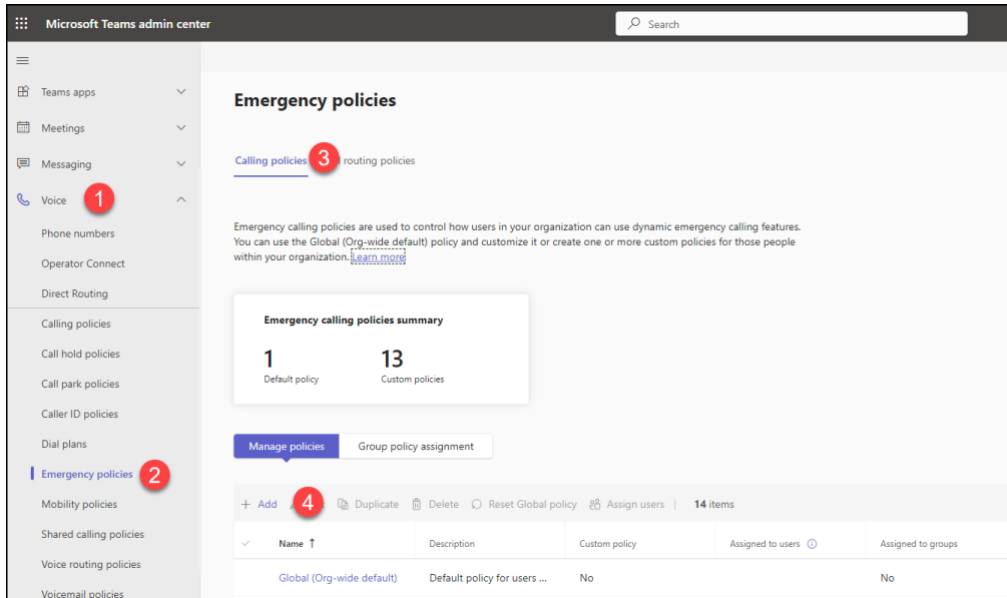 Microsoft Teams admin center
Search
Teams apps
Meetings
Messaging
Voice
1
Phone numbers
Operator Connect
Direct Routing
Calling policies
Call hold policies
Call park policies
Caller ID policies
Dial plans
Emergency policies
2
Mobility policies
Shared calling policies
Voice routing policies
Voicemail policies
Emergency policies
Calling policies 3 routing policies
Emergency calling policies are used to control how users in your organization can use dynamic emergency calling features.
You can use the Global (Org-wide default) policy and customize it or create one or more custom policies for those people
within your organization. Learn more
Emergency calling policies summary
1 13
Default policy Custom policies
Manage policies Group policy assignment
+ Add 4 Duplicate Delete Reset Global policy Assign users | 14 items
Name ↑ Description Custom policy Assigned to users Assigned to groups
Global (Org-wide default) Default policy for users ... No No